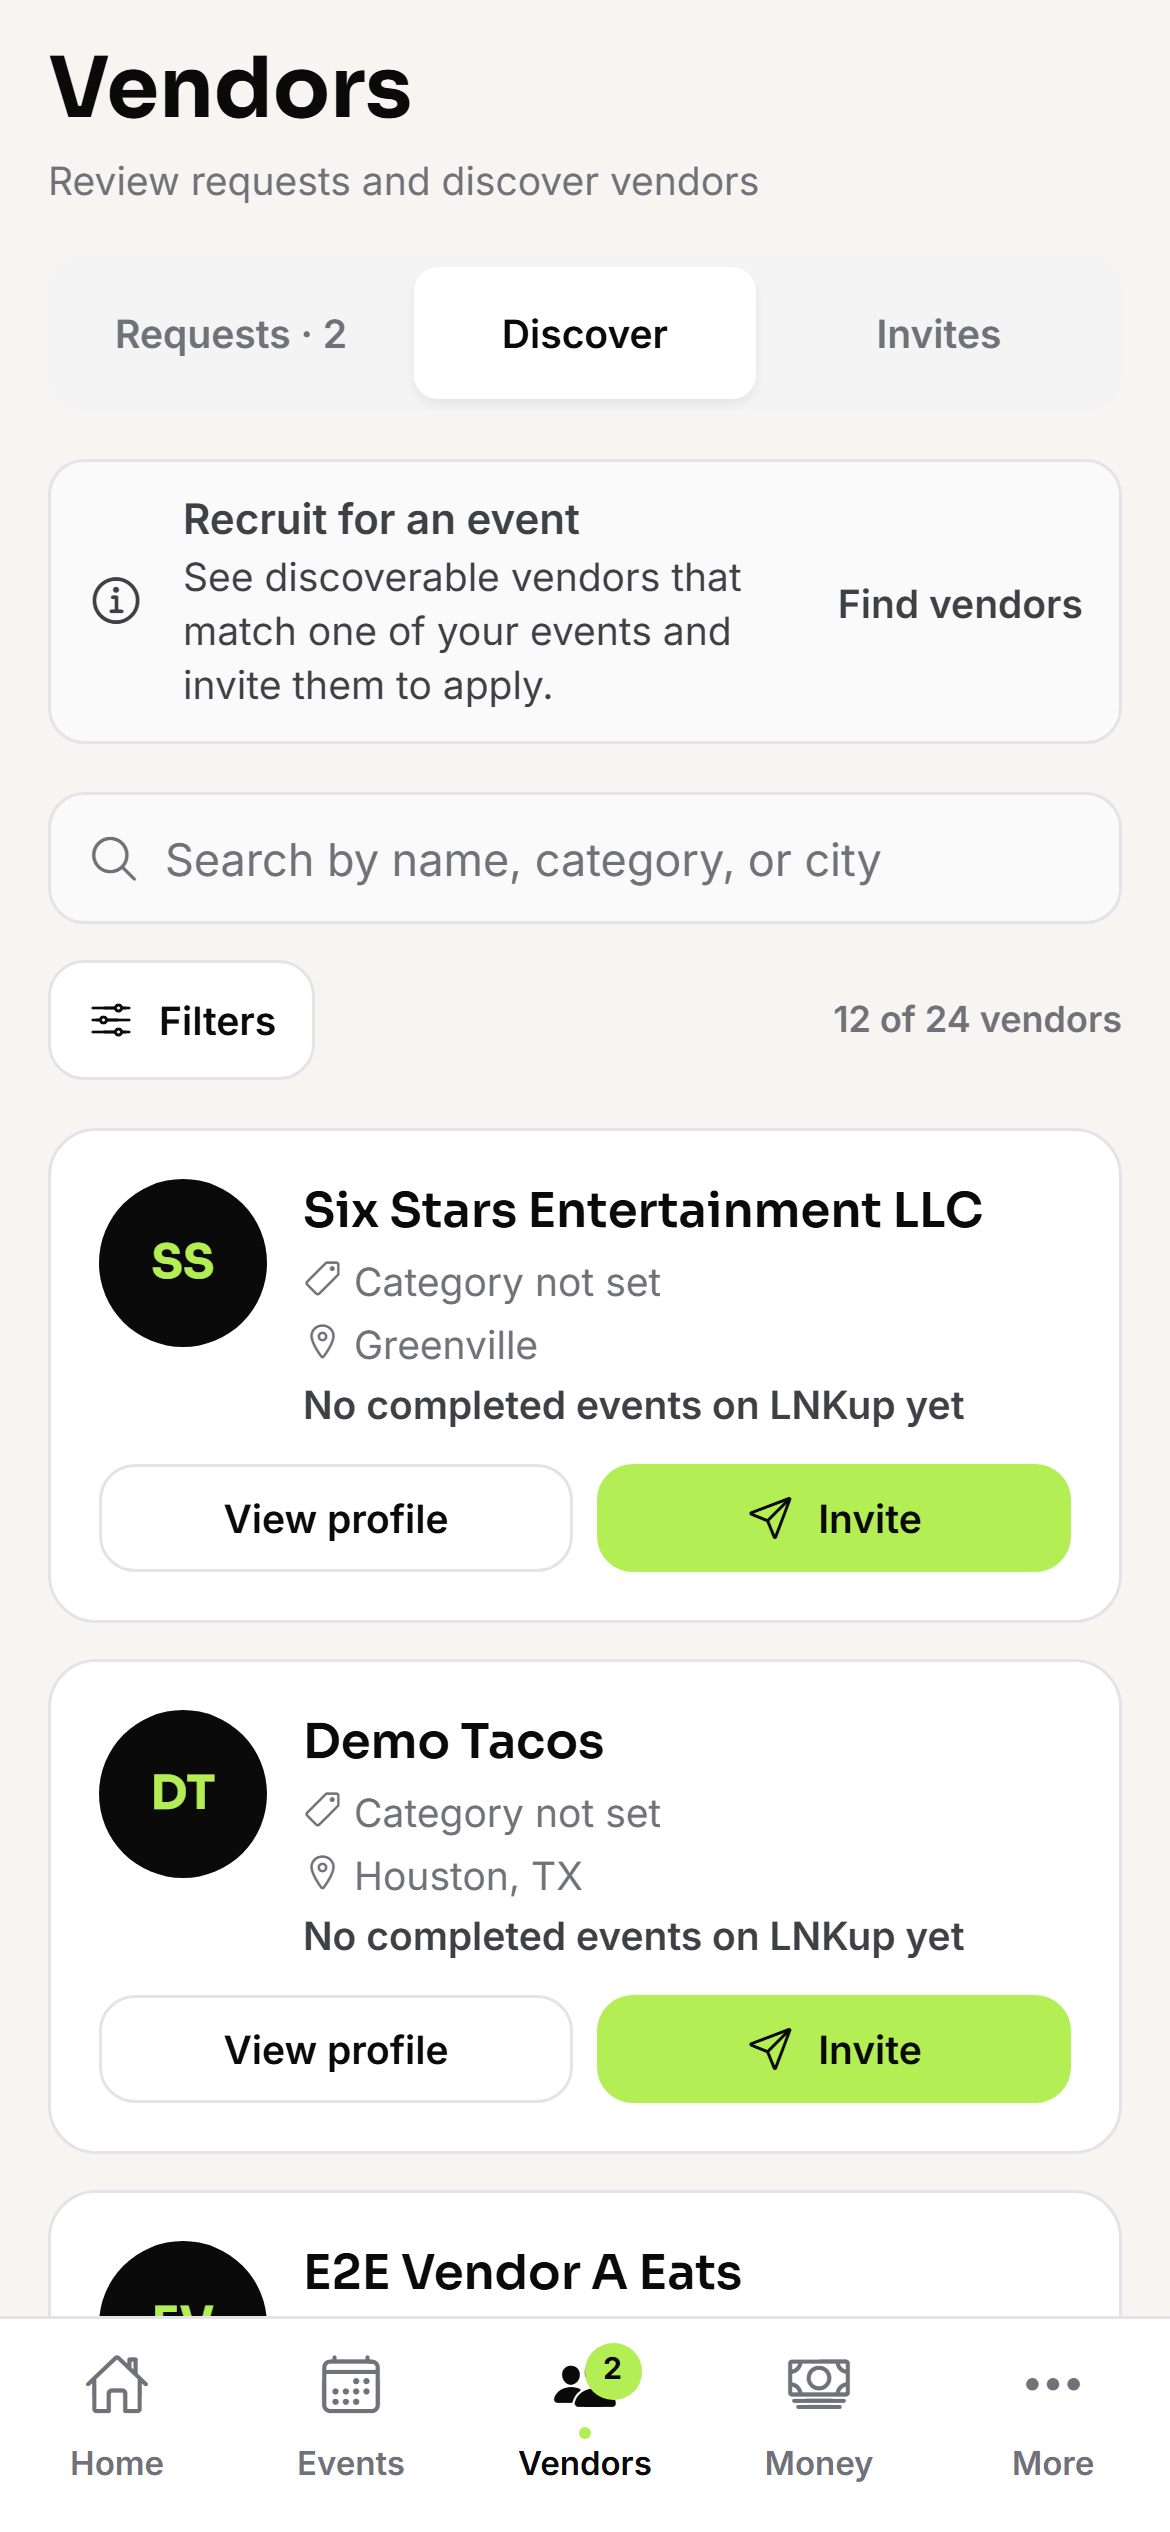 Vendors
Review requests and discover vendors
Requests · 2
Discover
Invites
Recruit for an event
See discoverable vendors that
match one of your events and
invite them to apply.
Find vendors
Search by name, category, or city
Filters
12 of 24 vendors
SS
Six Stars Entertainment LLC
Category not set
Greenville
No completed events on LNKup yet
View profile
Invite
DT
Demo Tacos
Category not set
Houston, TX
No completed events on LNKup yet
View profile
Invite
EV
E2E Vendor A Eats
2
Home
Events
Vendors
Money
More